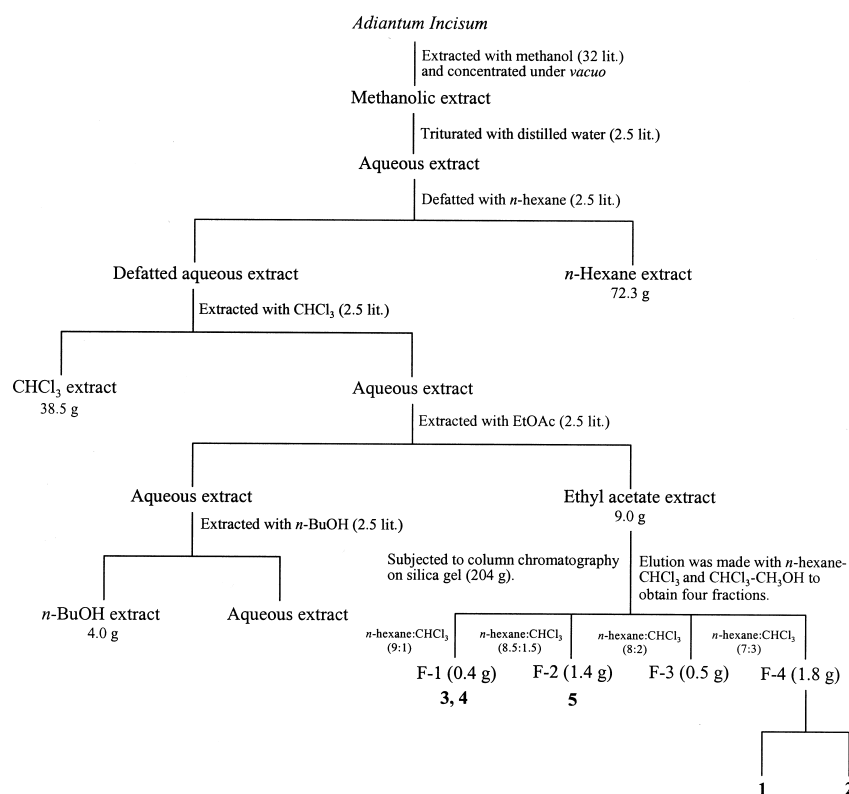 Adiantum Incisum
Extracted with methanol (32 lit.)
and concentrated under vacuo
Methanolic extract
Triturated with distilled water (2.5 lit.)
Aqueous extract
Defatted with n-hexane (2.5 lit.)
Defatted aqueous extract
n-Hexane extract
72.3 g
Extracted with CHCl₃ (2.5 lit.)
CHCl₃ extract
38.5 g
Aqueous extract
Extracted with EtOAc (2.5 lit.)
Aqueous extract
Ethyl acetate extract
9.0 g
Extracted with n-BuOH (2.5 lit.)
n-BuOH extract
4.0 g
Aqueous extract
Subjected to column chromatography
on silica gel (204 g).
Elution was made with n-hexane-
CHCl₃ and CHCl₃-CH₃OH to
obtain four fractions.
n-hexane:CHCl₃
(9:1)
n-hexane:CHCl₃
(8.5:1.5)
n-hexane:CHCl₃
(8:2)
n-hexane:CHCl₃
(7:3)
F-1 (0.4 g)
F-2 (1.4 g)
F-3 (0.5 g)
F-4 (1.8 g)
3, 4
5
1
2